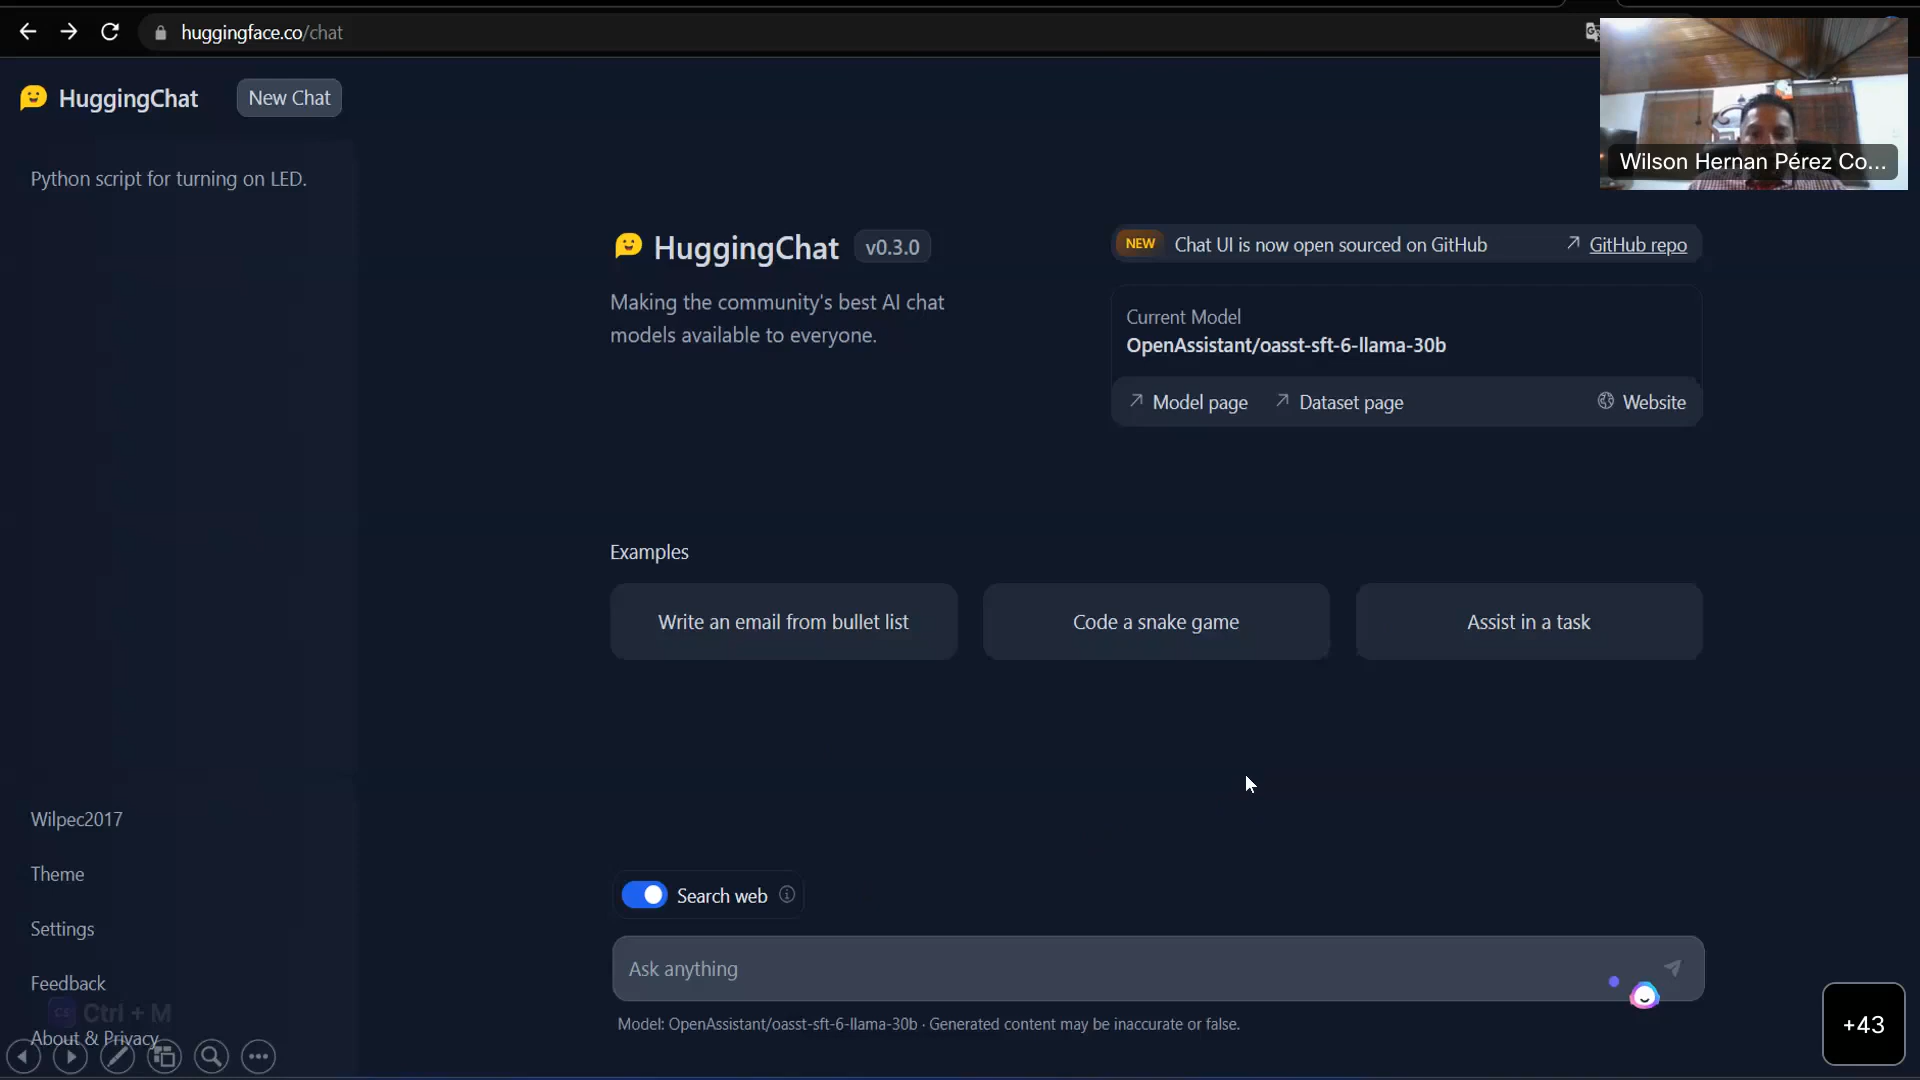 huggingface.co/chat
HuggingChat
New Chat
Python script for turning on LED.
Wilson Hernan Pérez Co...
HuggingChat
v0.3.0
Making the community's best AI chat
models available to everyone.
NEW
Chat UI is now open sourced on GitHub
GitHub repo
Current Model
OpenAssistant/oasst-sft-6-llama-30b
Model page
Dataset page
Website
Examples
Write an email from bullet list
Code a snake game
Assist in a task
Wilpec2017
Theme
Settings
Feedback
Ctrl + M
About & Privacy
Search web
Ask anything
Model: OpenAssistant/oasst-sft-6-llama-30b · Generated content may be inaccurate or false.
+43